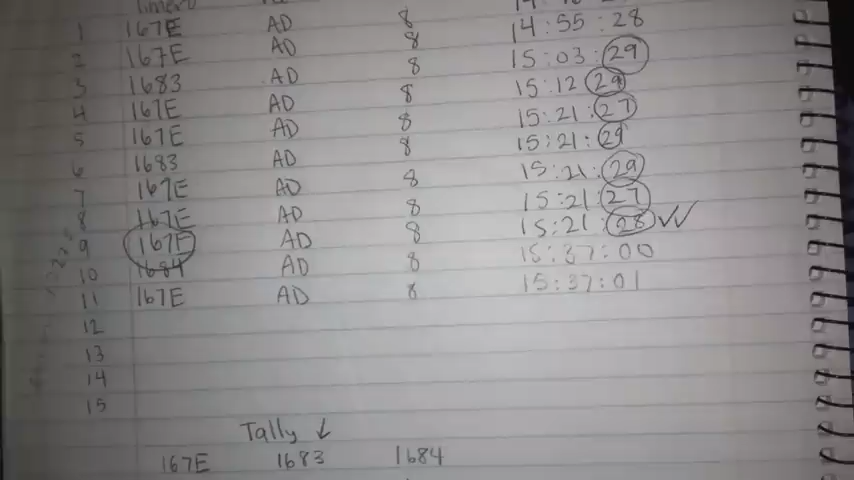 1 167E AD 8
2 167E AD 8 14:55:28
3 1683 AD 8 15:03:29
4 167E AD 8 15:12:29
5 167E AD 8 15:21:27
6 1683 AD 8 15:21:29
7 167E AD 8 15:21:29
8 167E AD 8 15:21:27
9 167F AD 8 15:21:28
10 1684 AD 8 15:37:00
11 167E AD 8 15:37:01
12
13
14
15
Tally ↓
167E 1683 1684